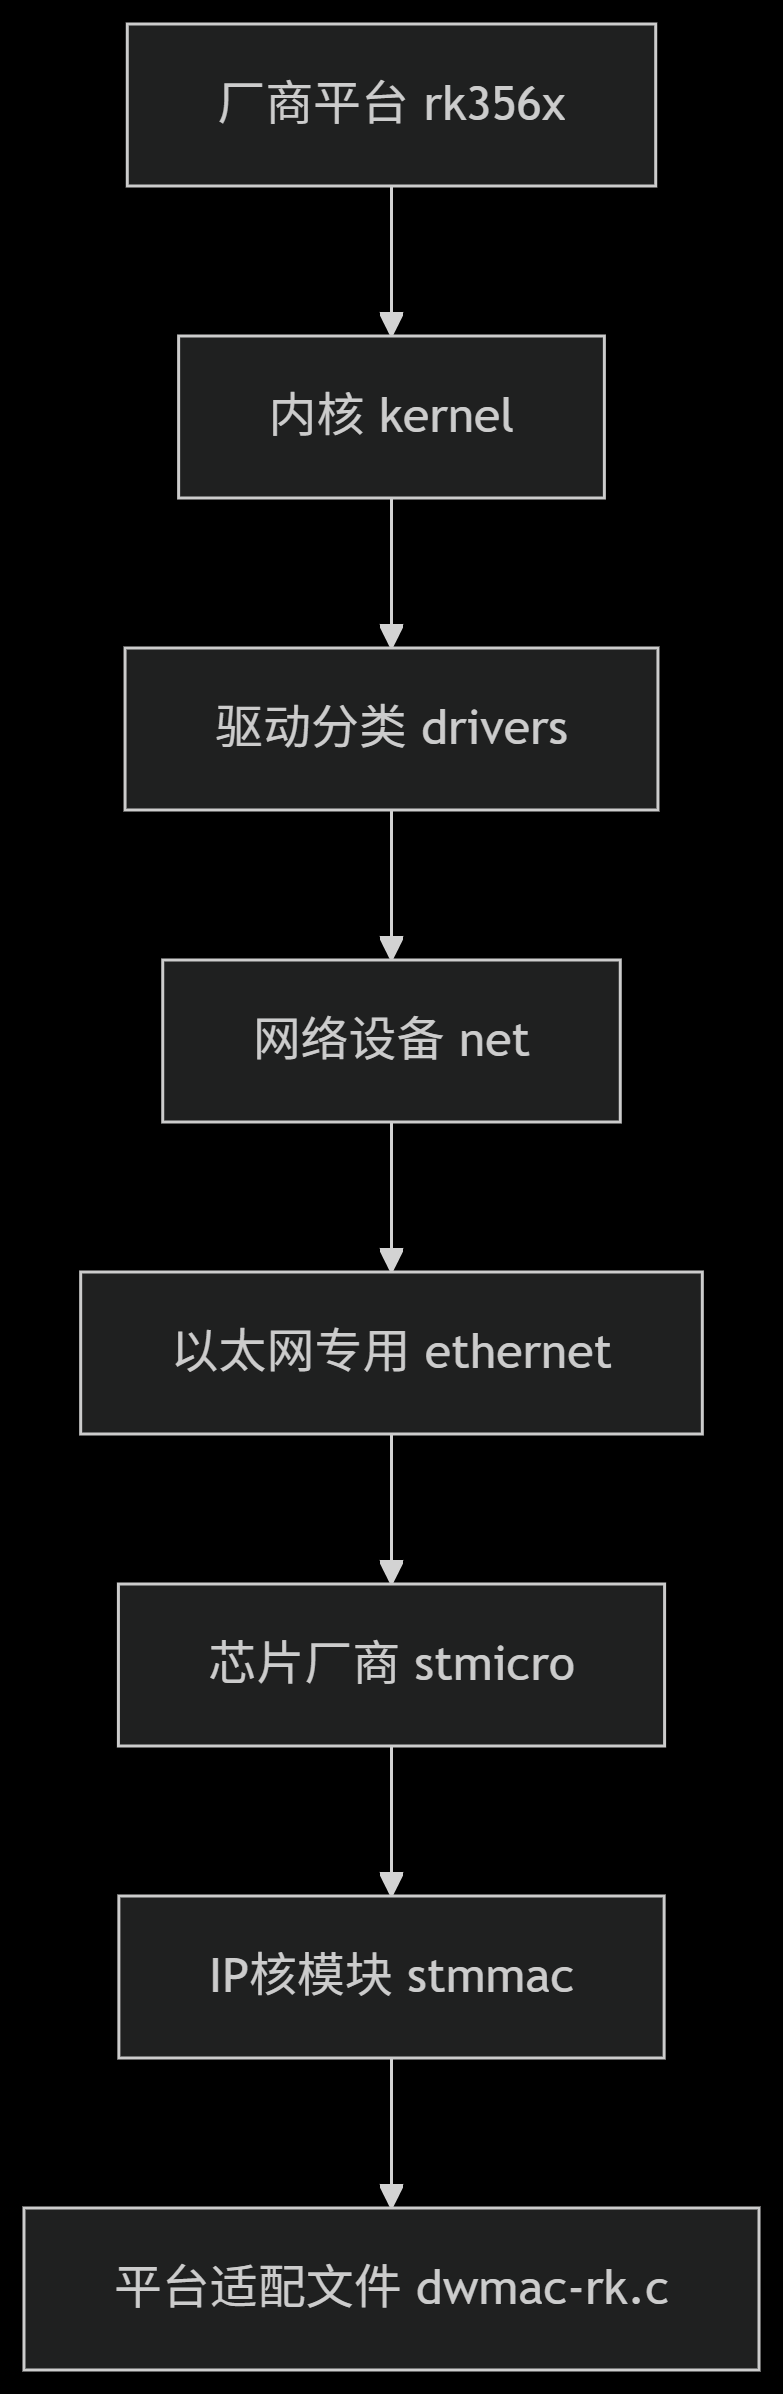 厂商平台 rk356x
内核 kernel
驱动分类 drivers
网络设备 net
以太网专用 ethernet
芯片厂商 stmicro
IP核模块 stmmac
平台适配文件 dwmac-rk.c